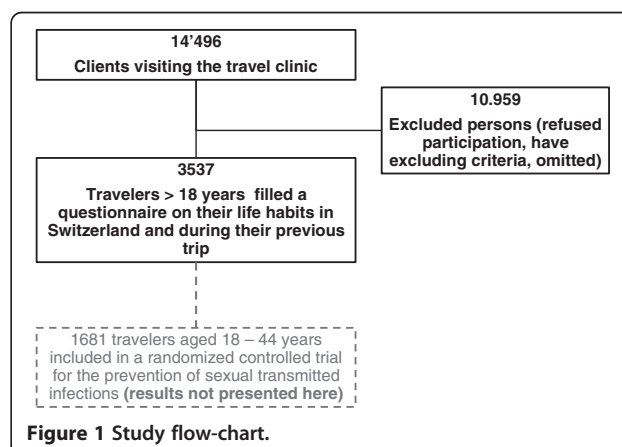 14’496
Clients visiting the travel clinic
10.959
Excluded persons (refused
participation, have
excluding criteria, omitted)
3537
Travelers > 18 years filled a
questionnaire on their life habits in
Switzerland and during their previous
trip
1681 travelers aged 18 – 44 years
included in a randomized controlled trial
for the prevention of sexual transmitted
infections (results not presented here)
Figure 1 Study flow-chart.